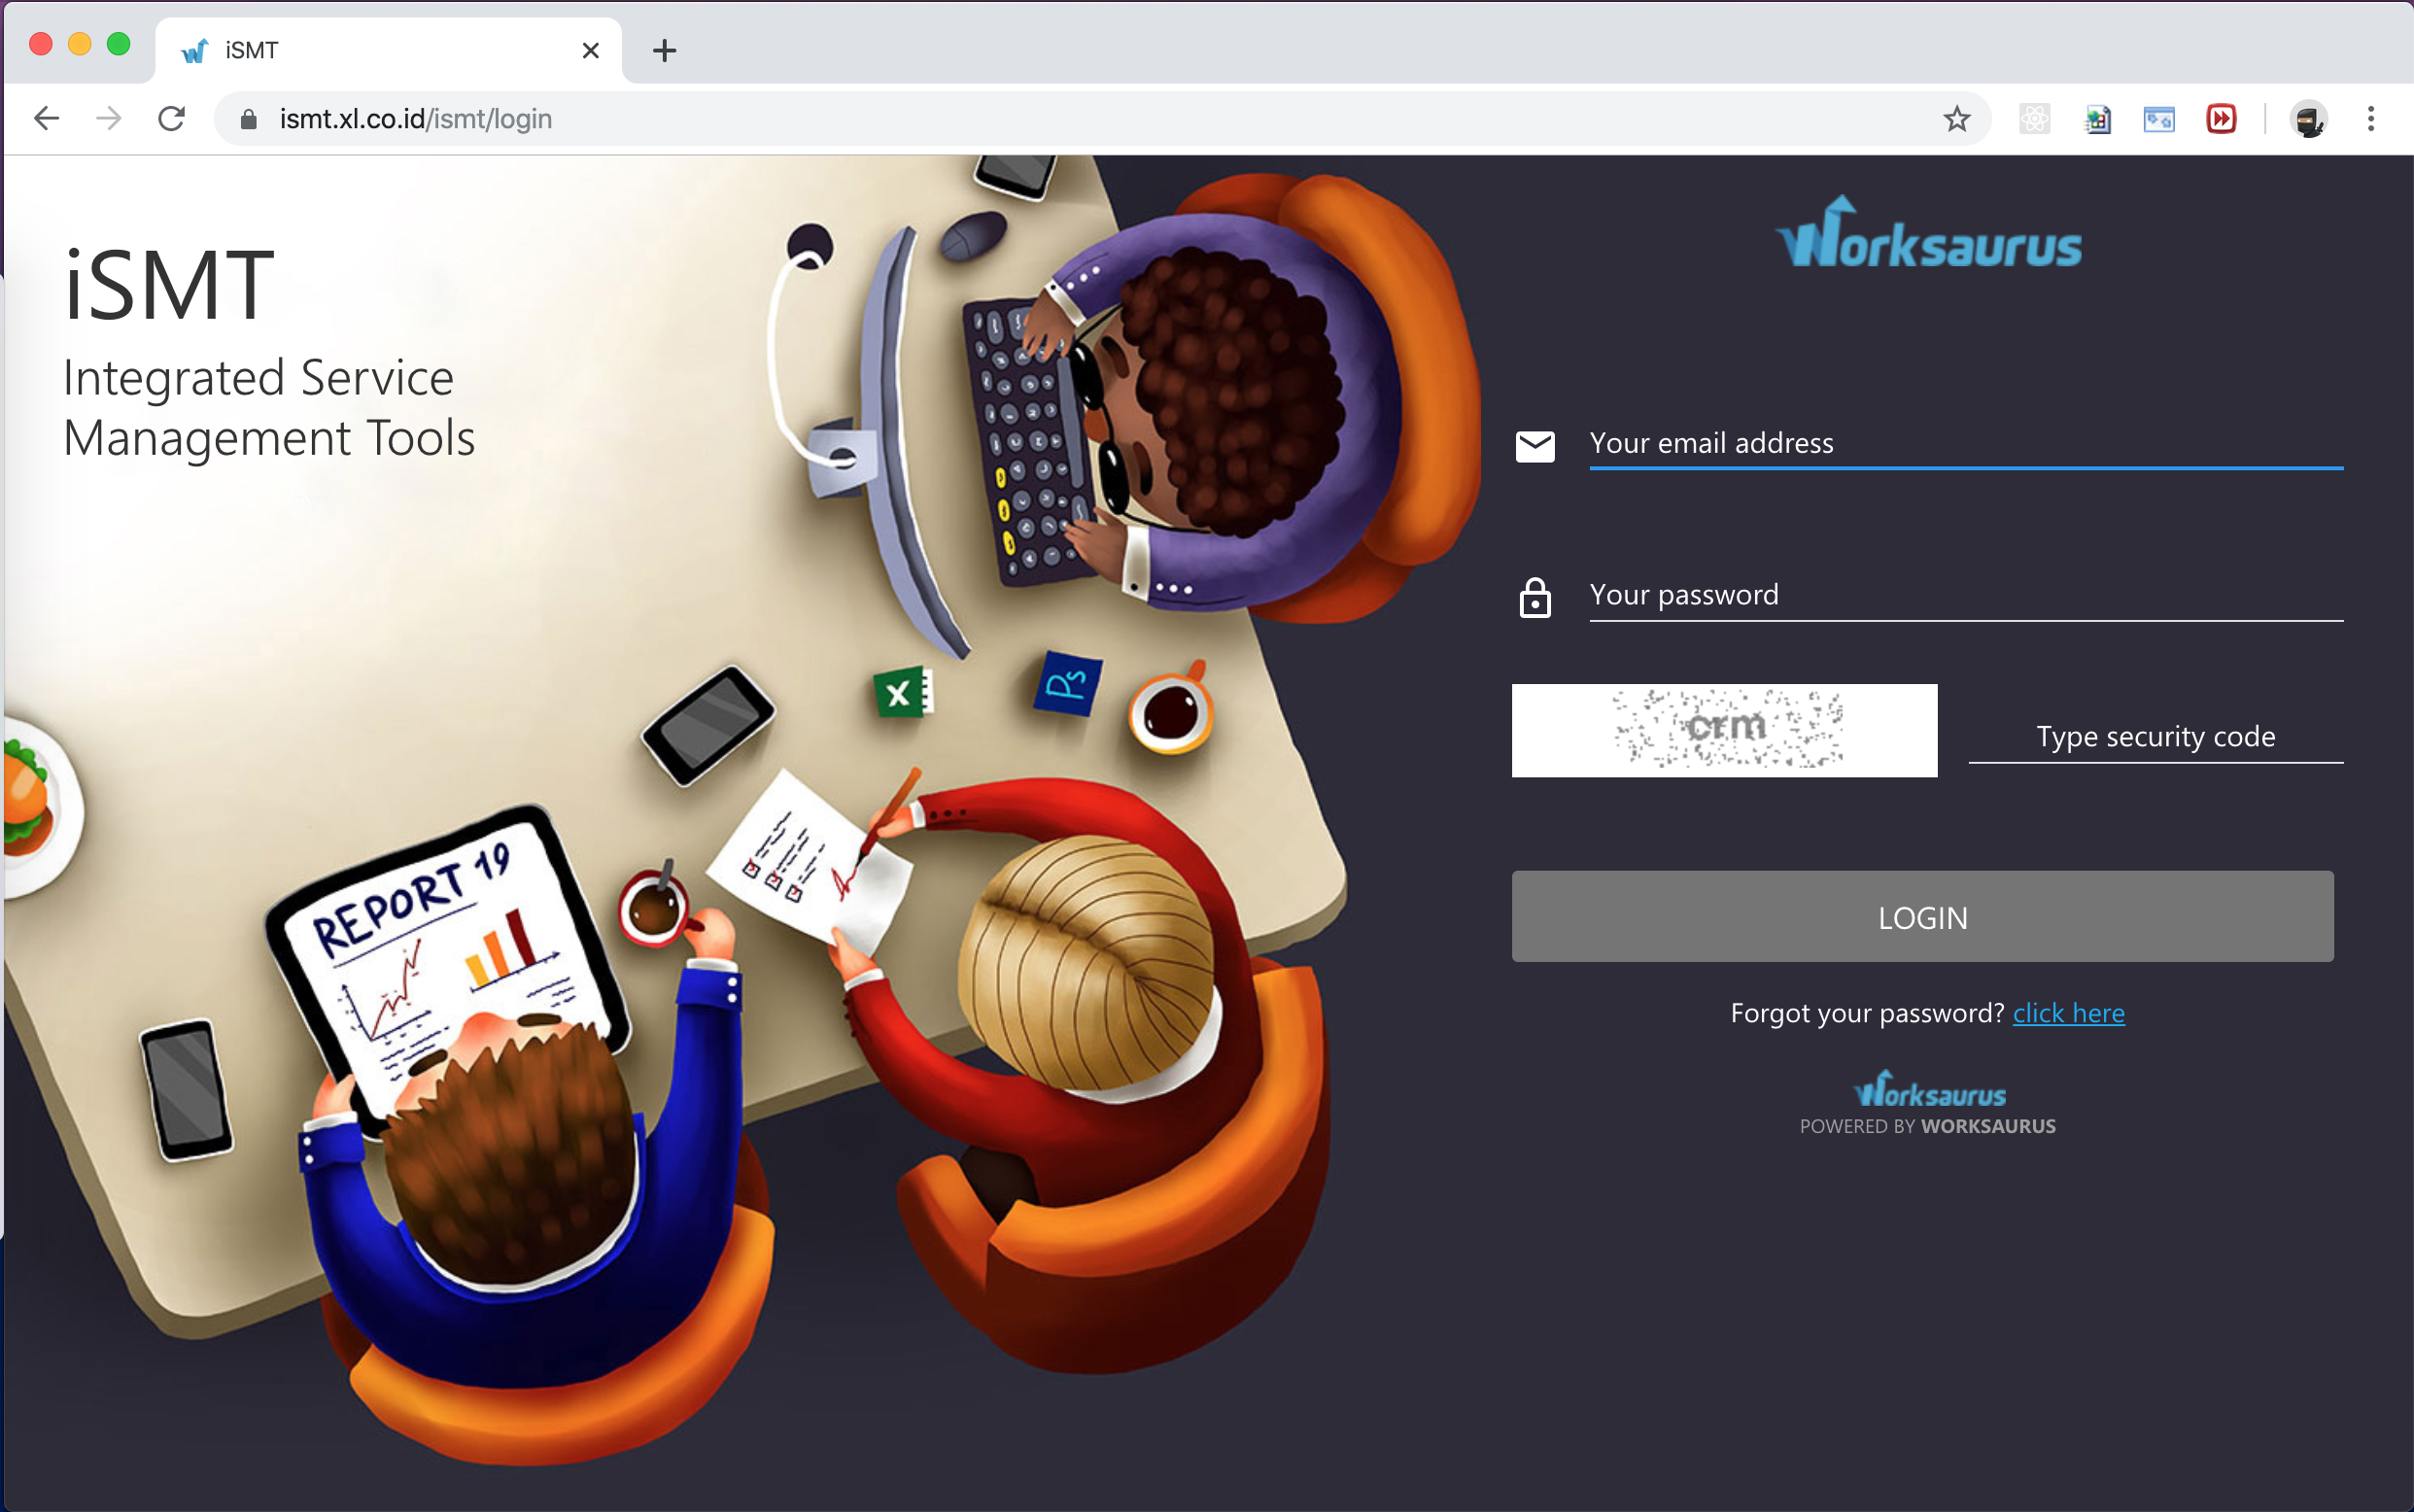 iSMT
ismt.xl.co.id/ismt/login
iSMT
Integrated Service
Management Tools
X
Ps
REPORT 19
Worksaurus
Your email address
Your password
crm
Type security code
LOGIN
Forgot your password? click here
Worksaurus
POWERED BY WORKSAURUS